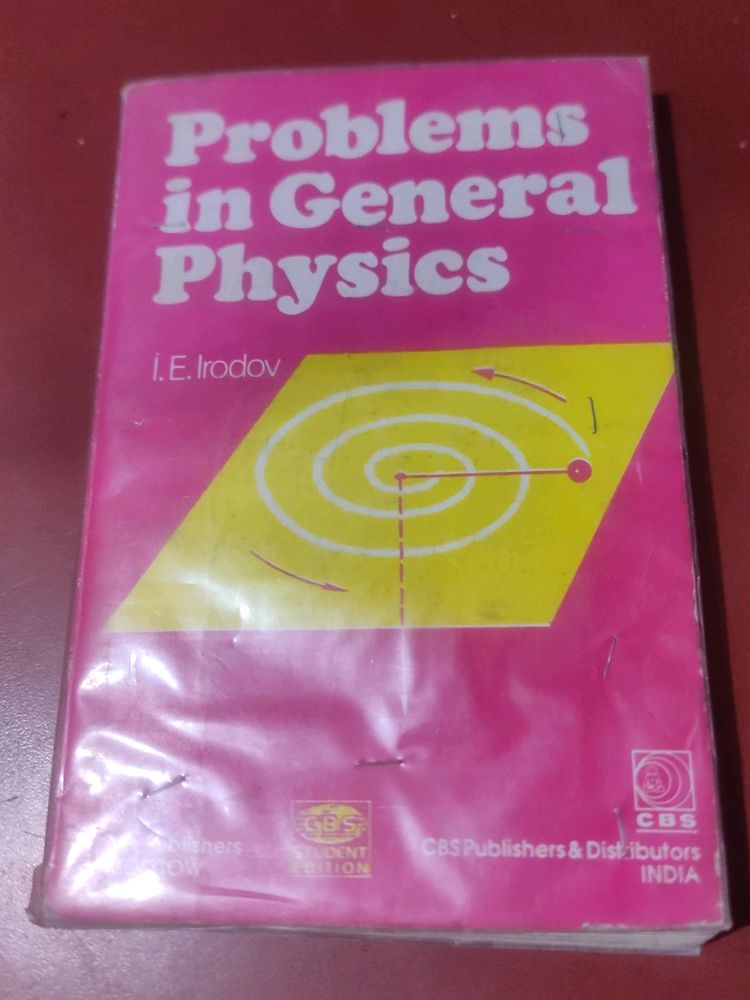 Problems
in General
Physics
I.E. Irodov
CBS
STUDENT
EDITION
CBS
CBS Publishers & Distributors
INDIA